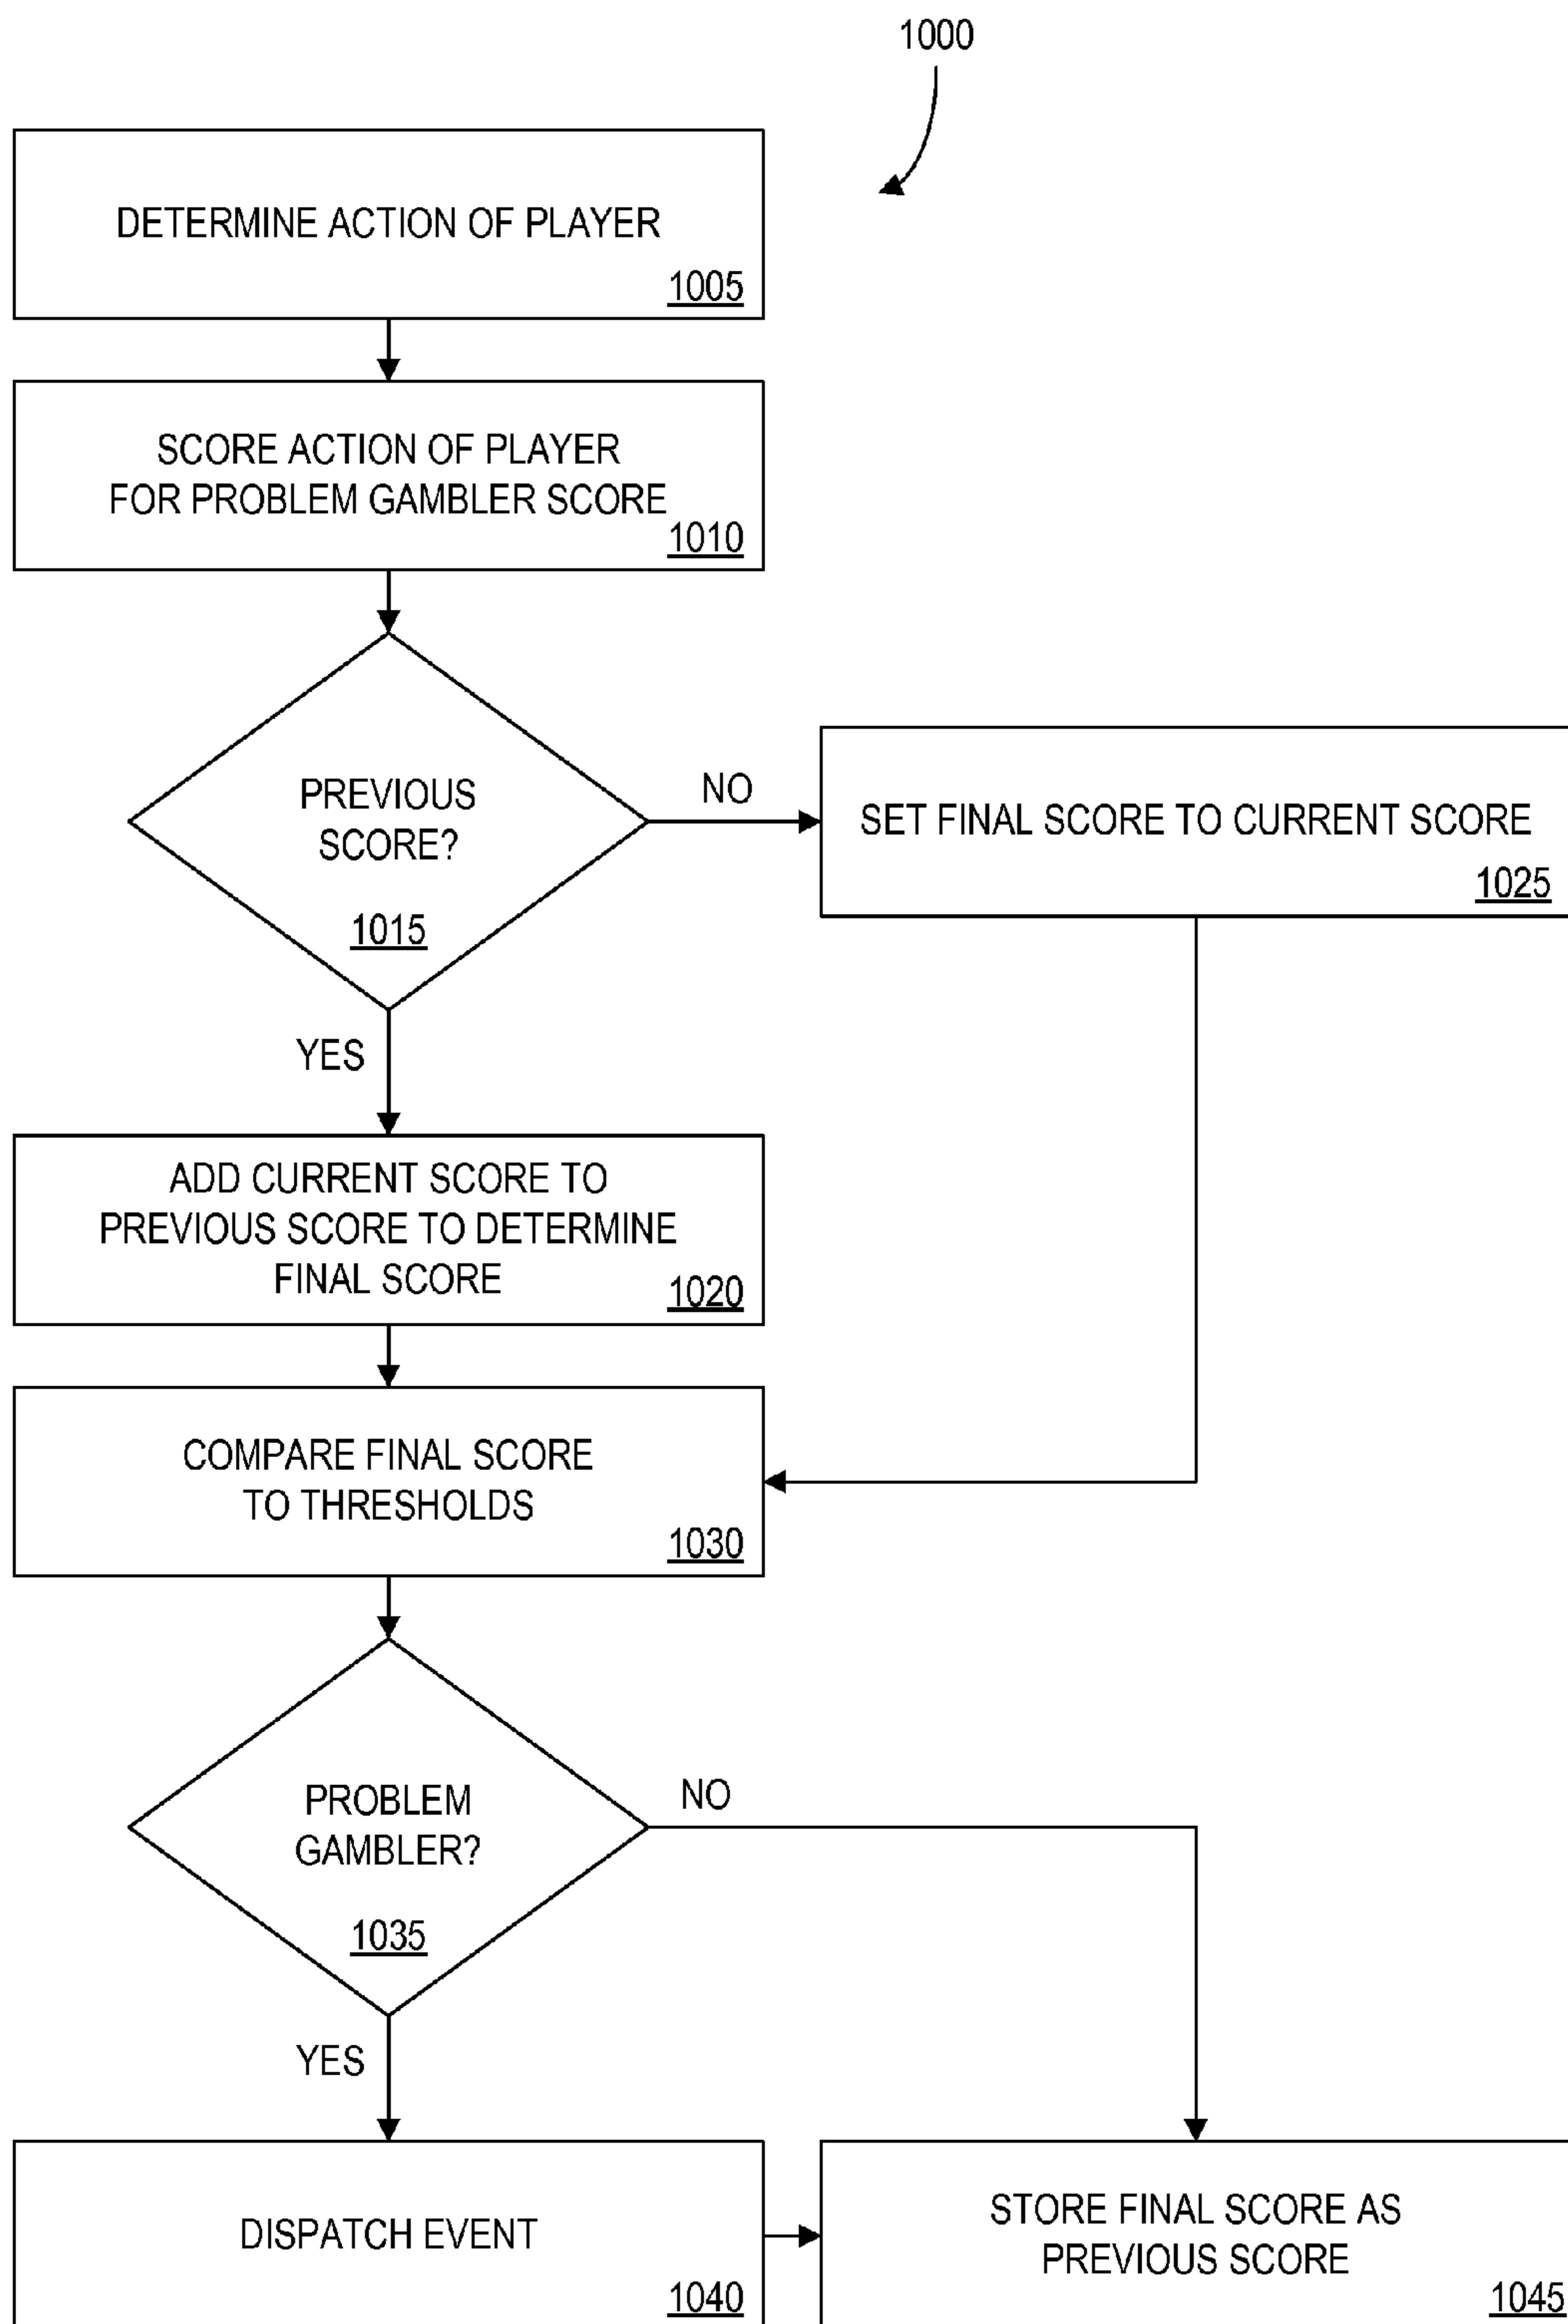 1000
DETERMINE ACTION OF PLAYER
1005
SCORE ACTION OF PLAYER
FOR PROBLEM GAMBLER SCORE
1010
PREVIOUS
SCORE?
1015
NO
SET FINAL SCORE TO CURRENT SCORE
1025
YES
ADD CURRENT SCORE TO
PREVIOUS SCORE TO DETERMINE
FINAL SCORE
1020
COMPARE FINAL SCORE
TO THRESHOLDS
1030
PROBLEM
GAMBLER?
1035
NO
YES
DISPATCH EVENT
1040
STORE FINAL SCORE AS
PREVIOUS SCORE
1045